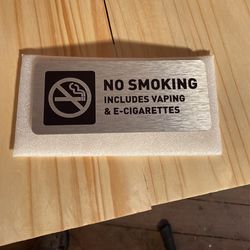 NO SMOKING
INCLUDES VAPING
& E-CIGARETTES